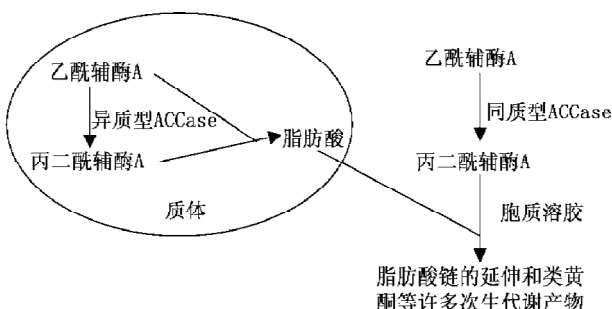 乙酰辅酶A
异质型ACCase
丙二酰辅酶A
脂肪酸
质体
乙酰辅酶A
同质型ACCase
丙二酰辅酶A
胞质溶胶
脂肪酸链的延伸和类黄
酮等许多次生代谢产物